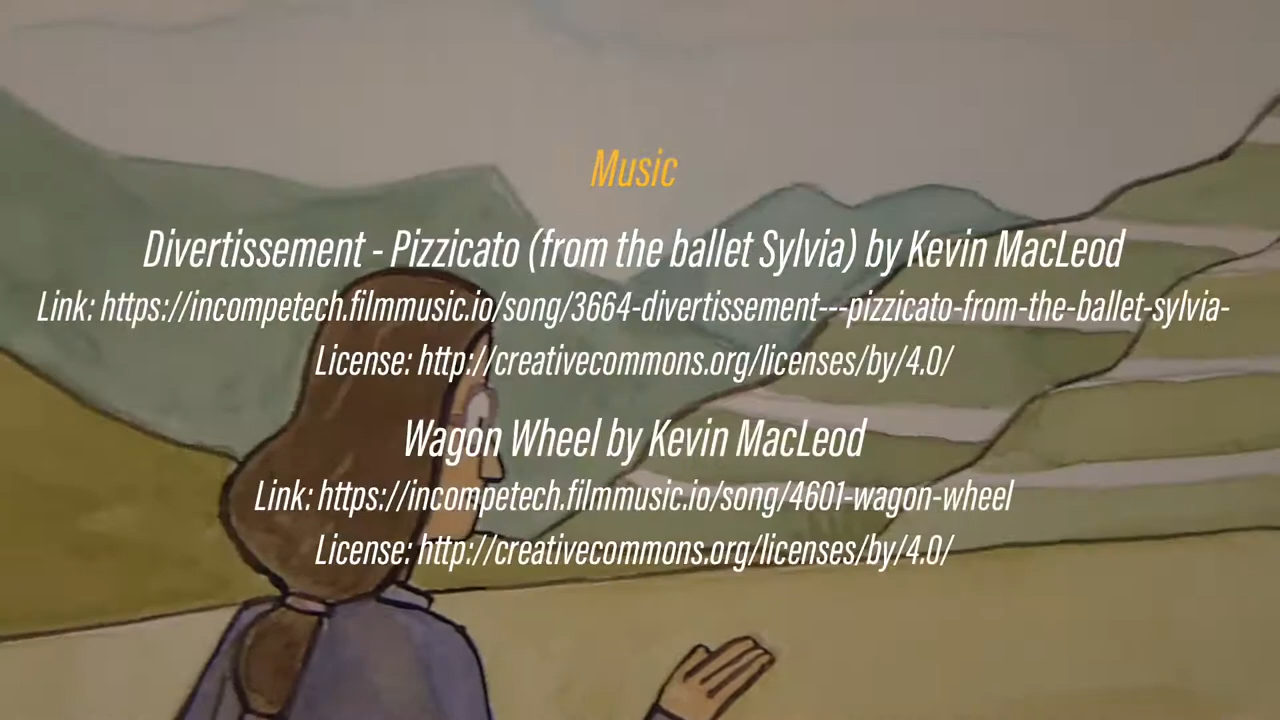 Music
Divertissement - Pizzicato (from the ballet Sylvia) by Kevin MacLeod
Link: https://incompetech.filmmusic.io/song/3664-divertissement---pizzicato-from-the-ballet-sylvia-
License: http://creativecommons.org/licenses/by/4.0/
Wagon Wheel by Kevin MacLeod
Link: https://incompetech.filmmusic.io/song/4601-wagon-wheel
License: http://creativecommons.org/licenses/by/4.0/